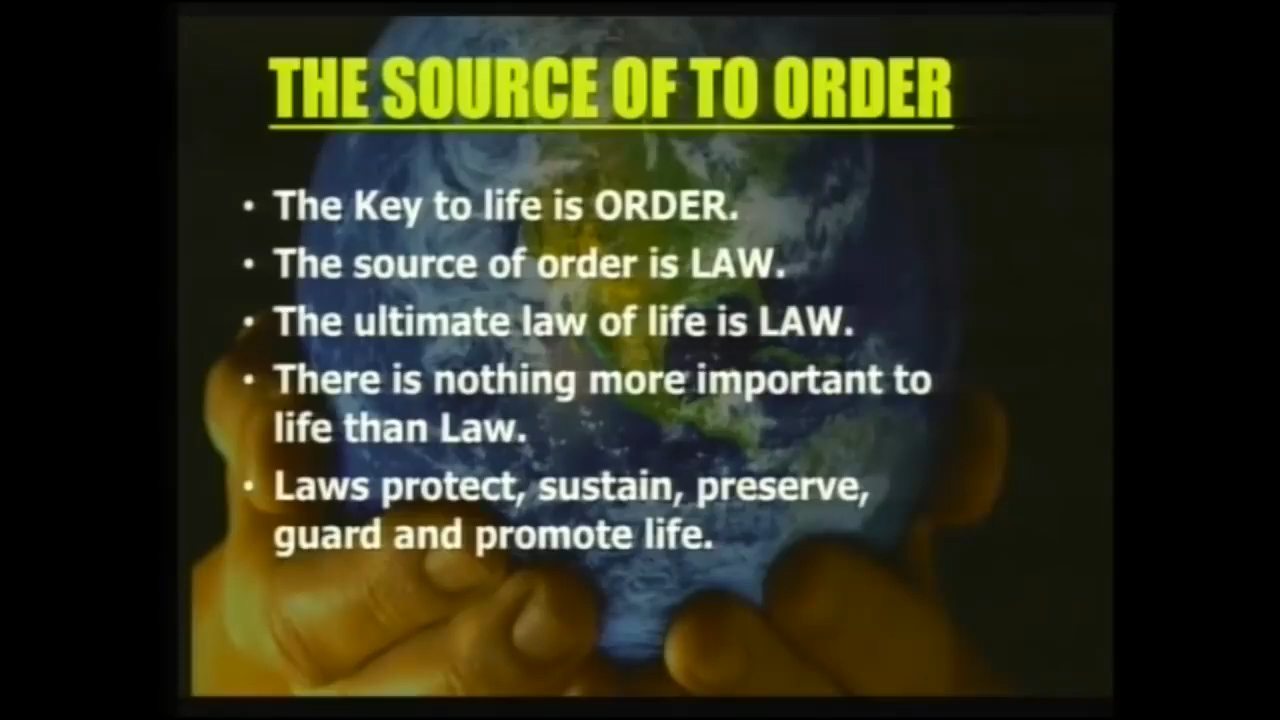 THE SOURCE OF TO ORDER
• The Key to life is ORDER.
• The source of order is LAW.
• The ultimate law of life is LAW.
• There is nothing more important to
life than Law.
• Laws protect, sustain, preserve,
guard and promote life.